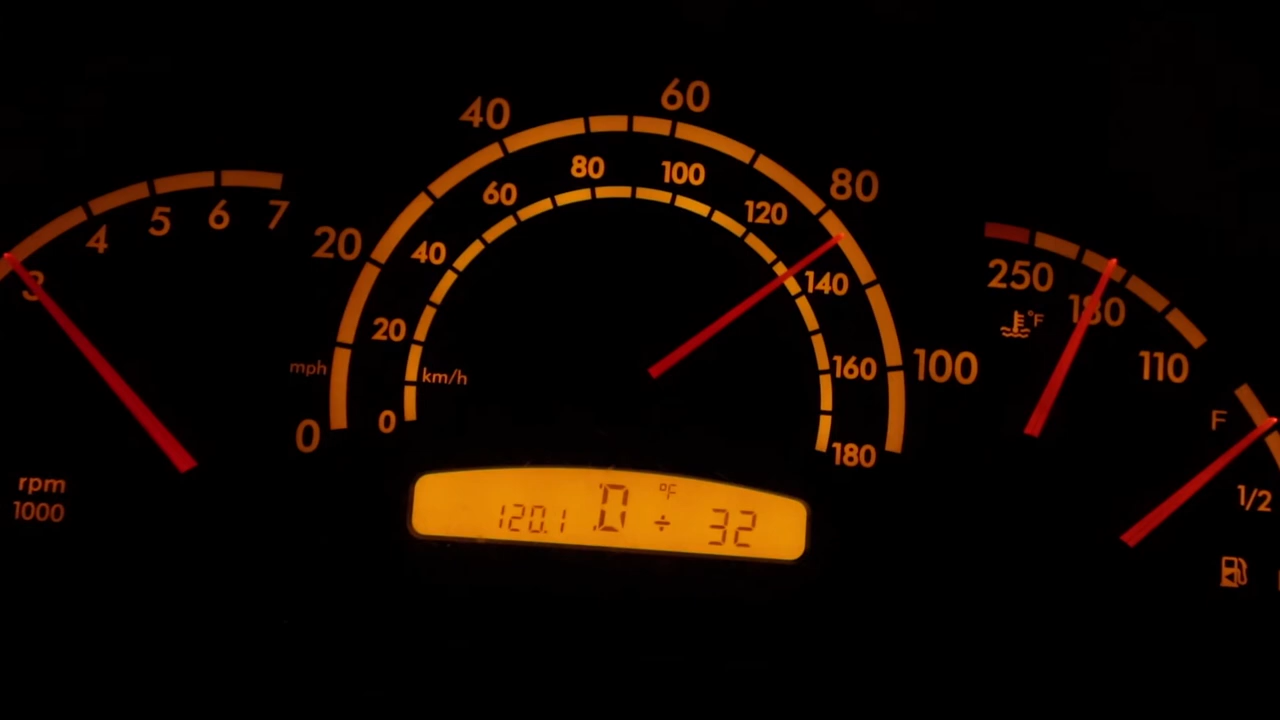 3 4 5 6 7
rpm
1000
0 20 40 60 80 100
mph
0 20 40 60 80 100 120 140 160 180
km/h
120.1 D °F ÷ 32
250 180 110
°F
F
1/2